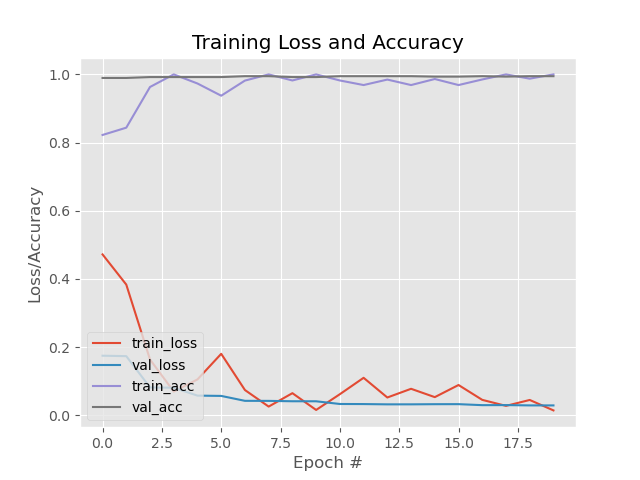 Training Loss and Accuracy
1.0
0.8
0.6
0.4
0.2
0.0
Loss/Accuracy
train_loss
val_loss
train_acc
val_acc
0.0 2.5 5.0 7.5 10.0 12.5 15.0 17.5
Epoch #